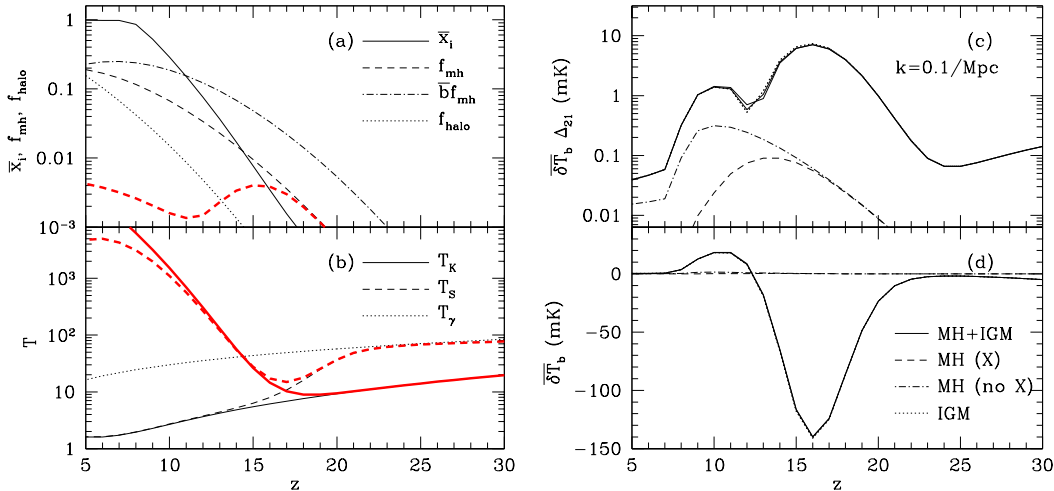 1
0.1
0.01
10⁻³
x̄ᵢ, f_mh, f_halo
(a)
x̄ᵢ
f_mh
b̄f_mh
f_halo
10³
10²
10
1
T
(b)
T_K
T_S
T_γ
5 10 15 20 25 30
z
10
1
0.1
0.01
δT̅_b Δ₂₁ (mK)
(c)
k=0.1/Mpc
0
−50
−100
−150
δT̅_b (mK)
(d)
MH+IGM
MH (X)
MH (no X)
IGM
5 10 15 20 25 30
z